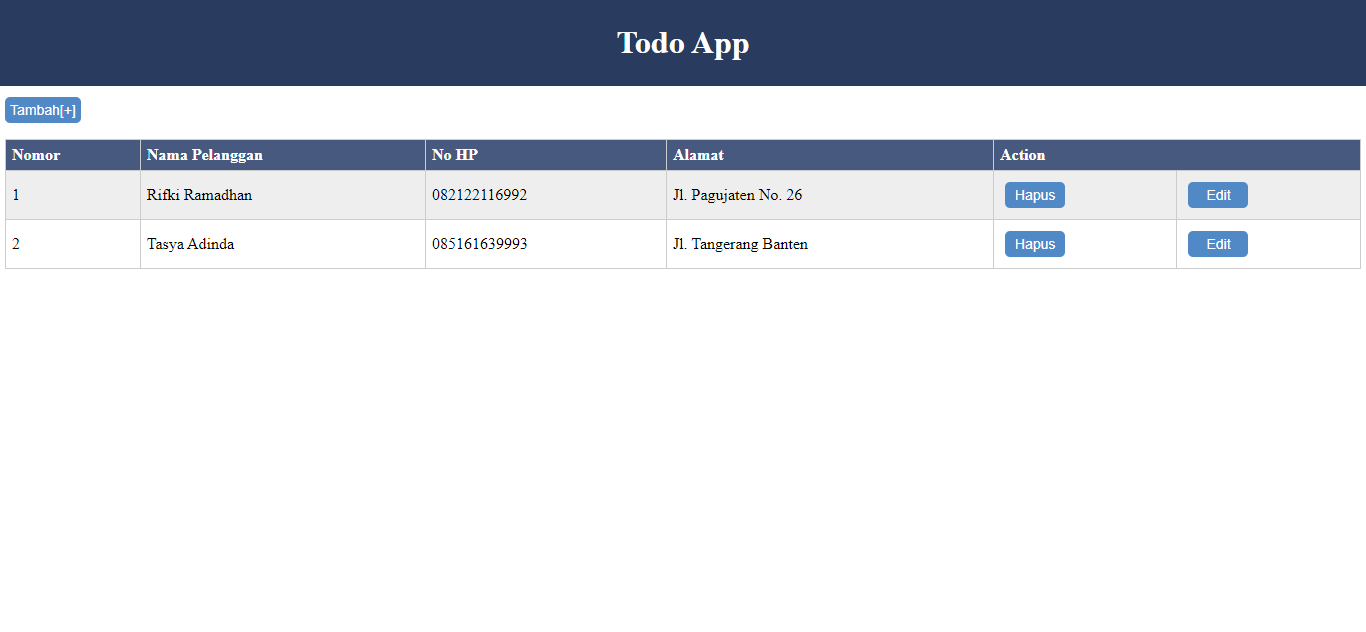 Todo App
Tambah[+]
Nomor Nama Pelanggan No HP Alamat Action
1 Rifki Ramadhan 082122116992 Jl. Pagujaten No. 26 Hapus Edit
2 Tasya Adinda 085161639993 Jl. Tangerang Banten Hapus Edit